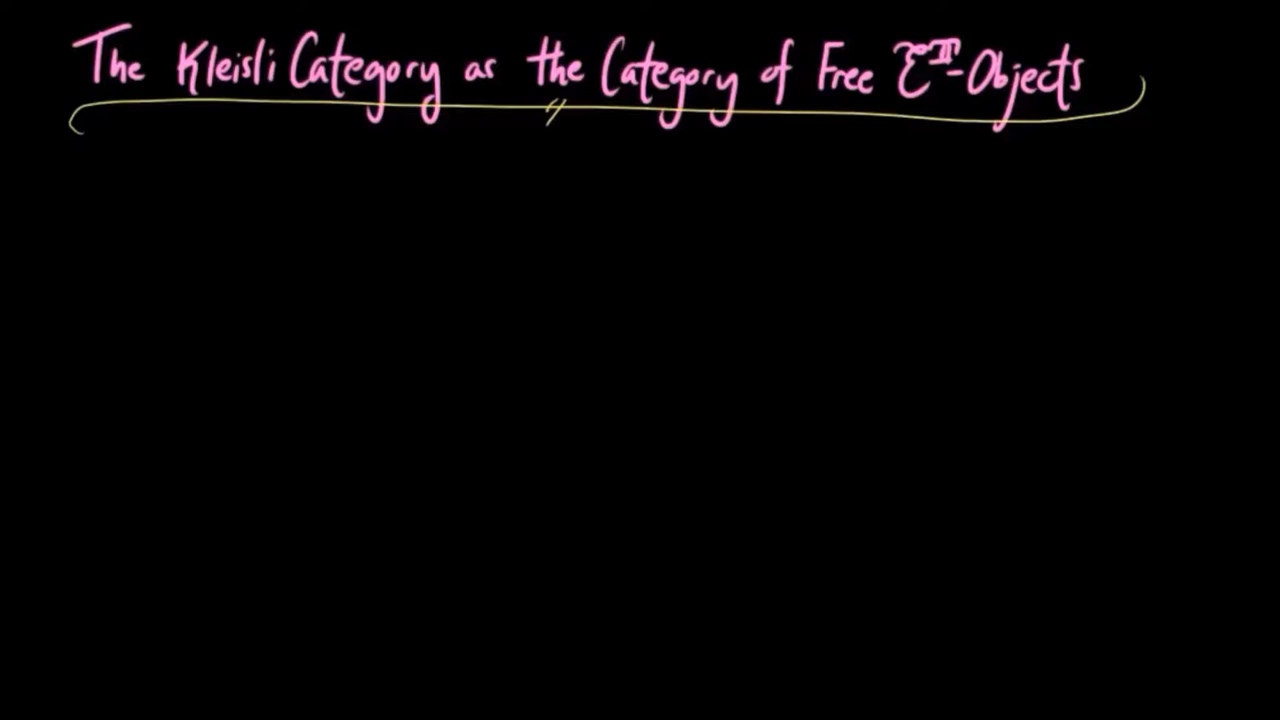 The Kleisli Category as the Category of Free 𝒞^𝕋-Objects